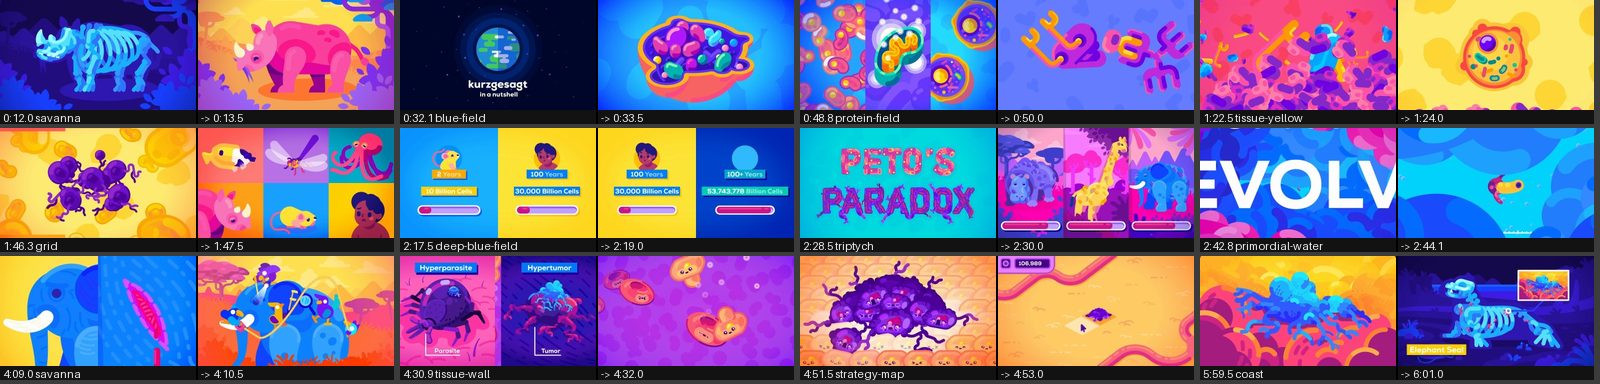 kurzgesagt
in a nutshell
0:12.0 savanna
-> 0:13.5
0:32.1 blue-field
-> 0:33.5
0:48.8 protein-field
-> 0:50.0
1:22.5 tissue-yellow
-> 1:24.0
2 Years
10 Billion Cells
100 Years
30,000 Billion Cells
100 Years
30,000 Billion Cells
100+ Years
53,743,778 Billion Cells
PETO'S
PARADOX
EVOLV
1:46.3 grid
-> 1:47.5
2:17.5 deep-blue-field
-> 2:19.0
2:28.5 triptych
-> 2:30.0
2:42.8 primordial-water
-> 2:44.1
Hyperparasite
Hypertumor
Parasite
Tumor
106,989
Elephant Seal
4:09.0 savanna
-> 4:10.5
4:30.9 tissue-wall
-> 4:32.0
4:51.5 strategy-map
-> 4:53.0
5:59.5 coast
-> 6:01.0